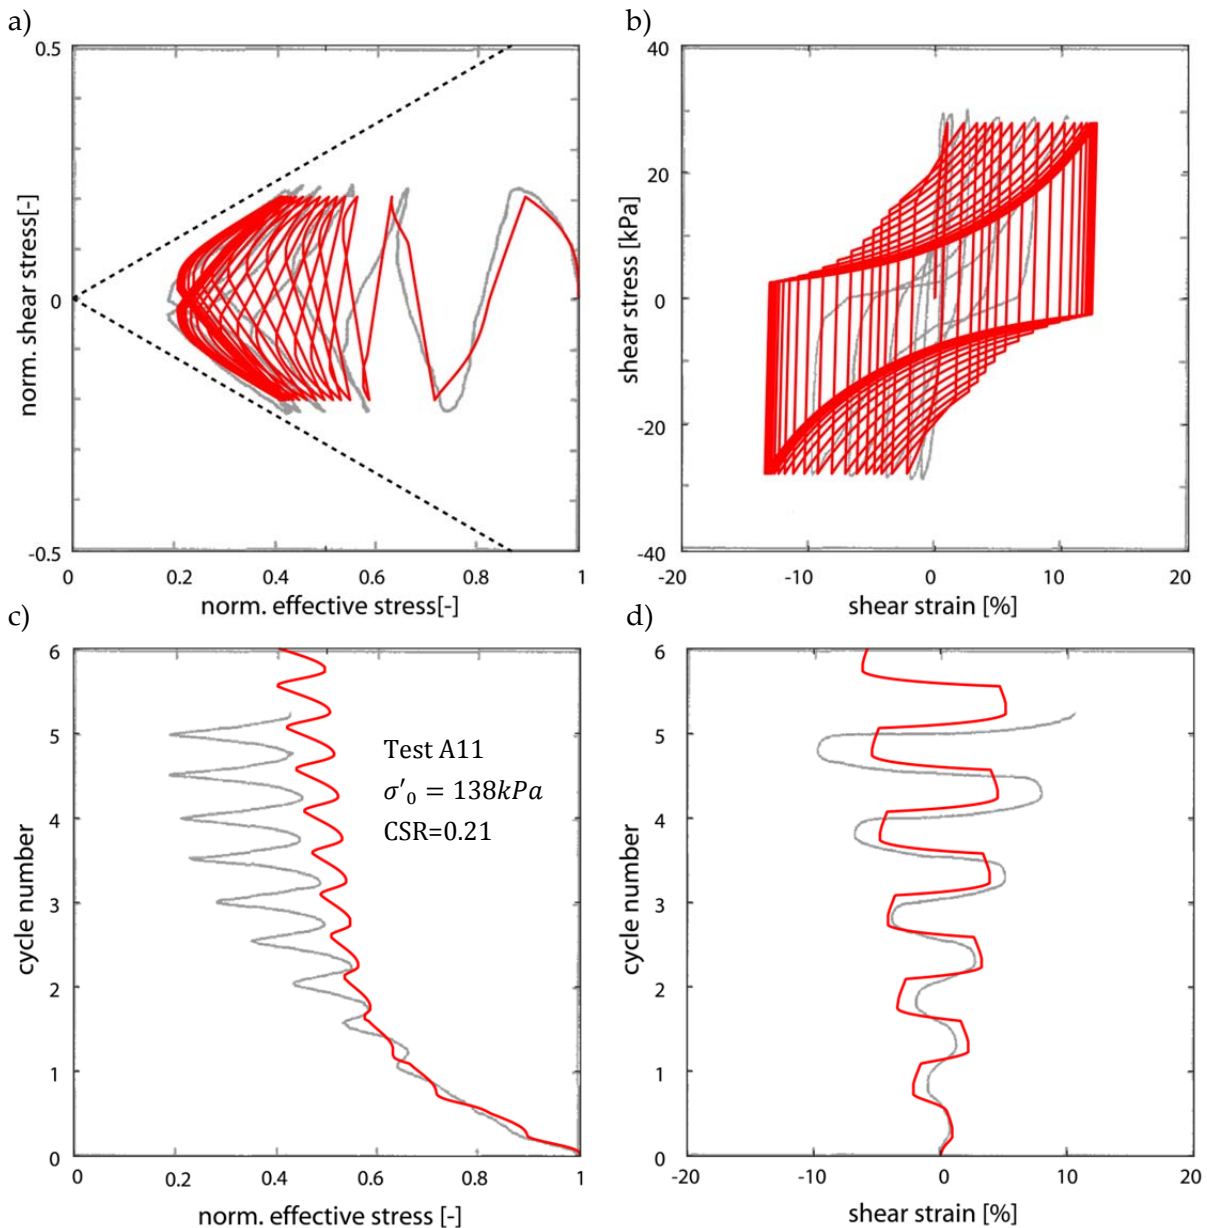 a)
0.5
0
-0.5
norm. shear stress[-]
0
0.2
0.4
0.6
0.8
1
norm. effective stress[-]
b)
40
20
0
-20
-40
shear stress [kPa]
-20
-10
0
10
20
shear strain [%]
c)
6
5
4
3
2
1
0
cycle number
Test A11
σ′₀ = 138kPa
CSR=0.21
0
0.2
0.4
0.6
0.8
1
norm. effective stress [-]
d)
6
5
4
3
2
1
0
cycle number
-20
-10
0
10
20
shear strain [%]